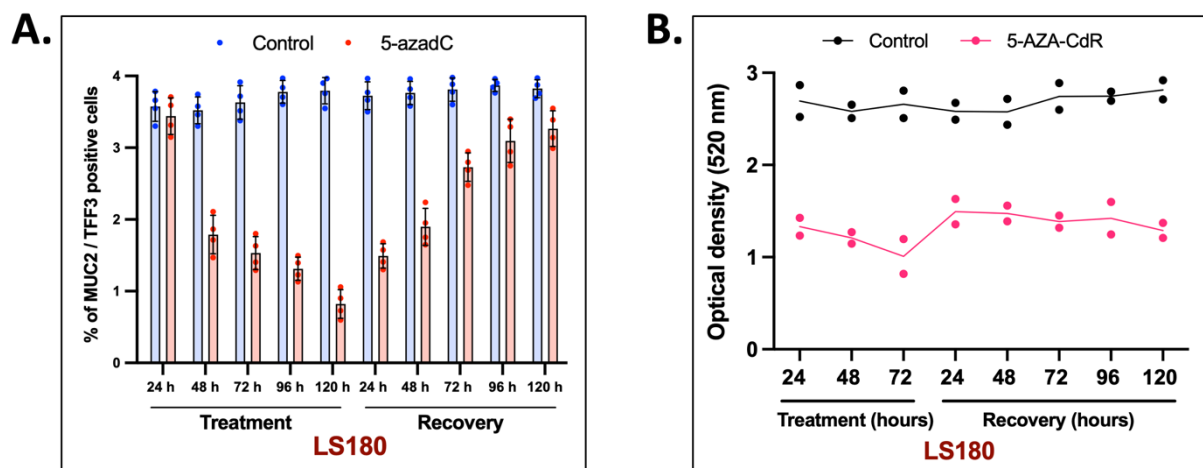 A.
Control 5-azadC
% of MUC2 / TFF3 positive cells
4
3
2
1
0
24 h 48 h 72 h 96 h 120 h 24 h 48 h 72 h 96 h 120 h
Treatment Recovery
LS180
B.
Control 5-AZA-CdR
Optical density (520 nm)
3
2
1
0
24 48 72 24 48 72 96 120
Treatment (hours) Recovery (hours)
LS180